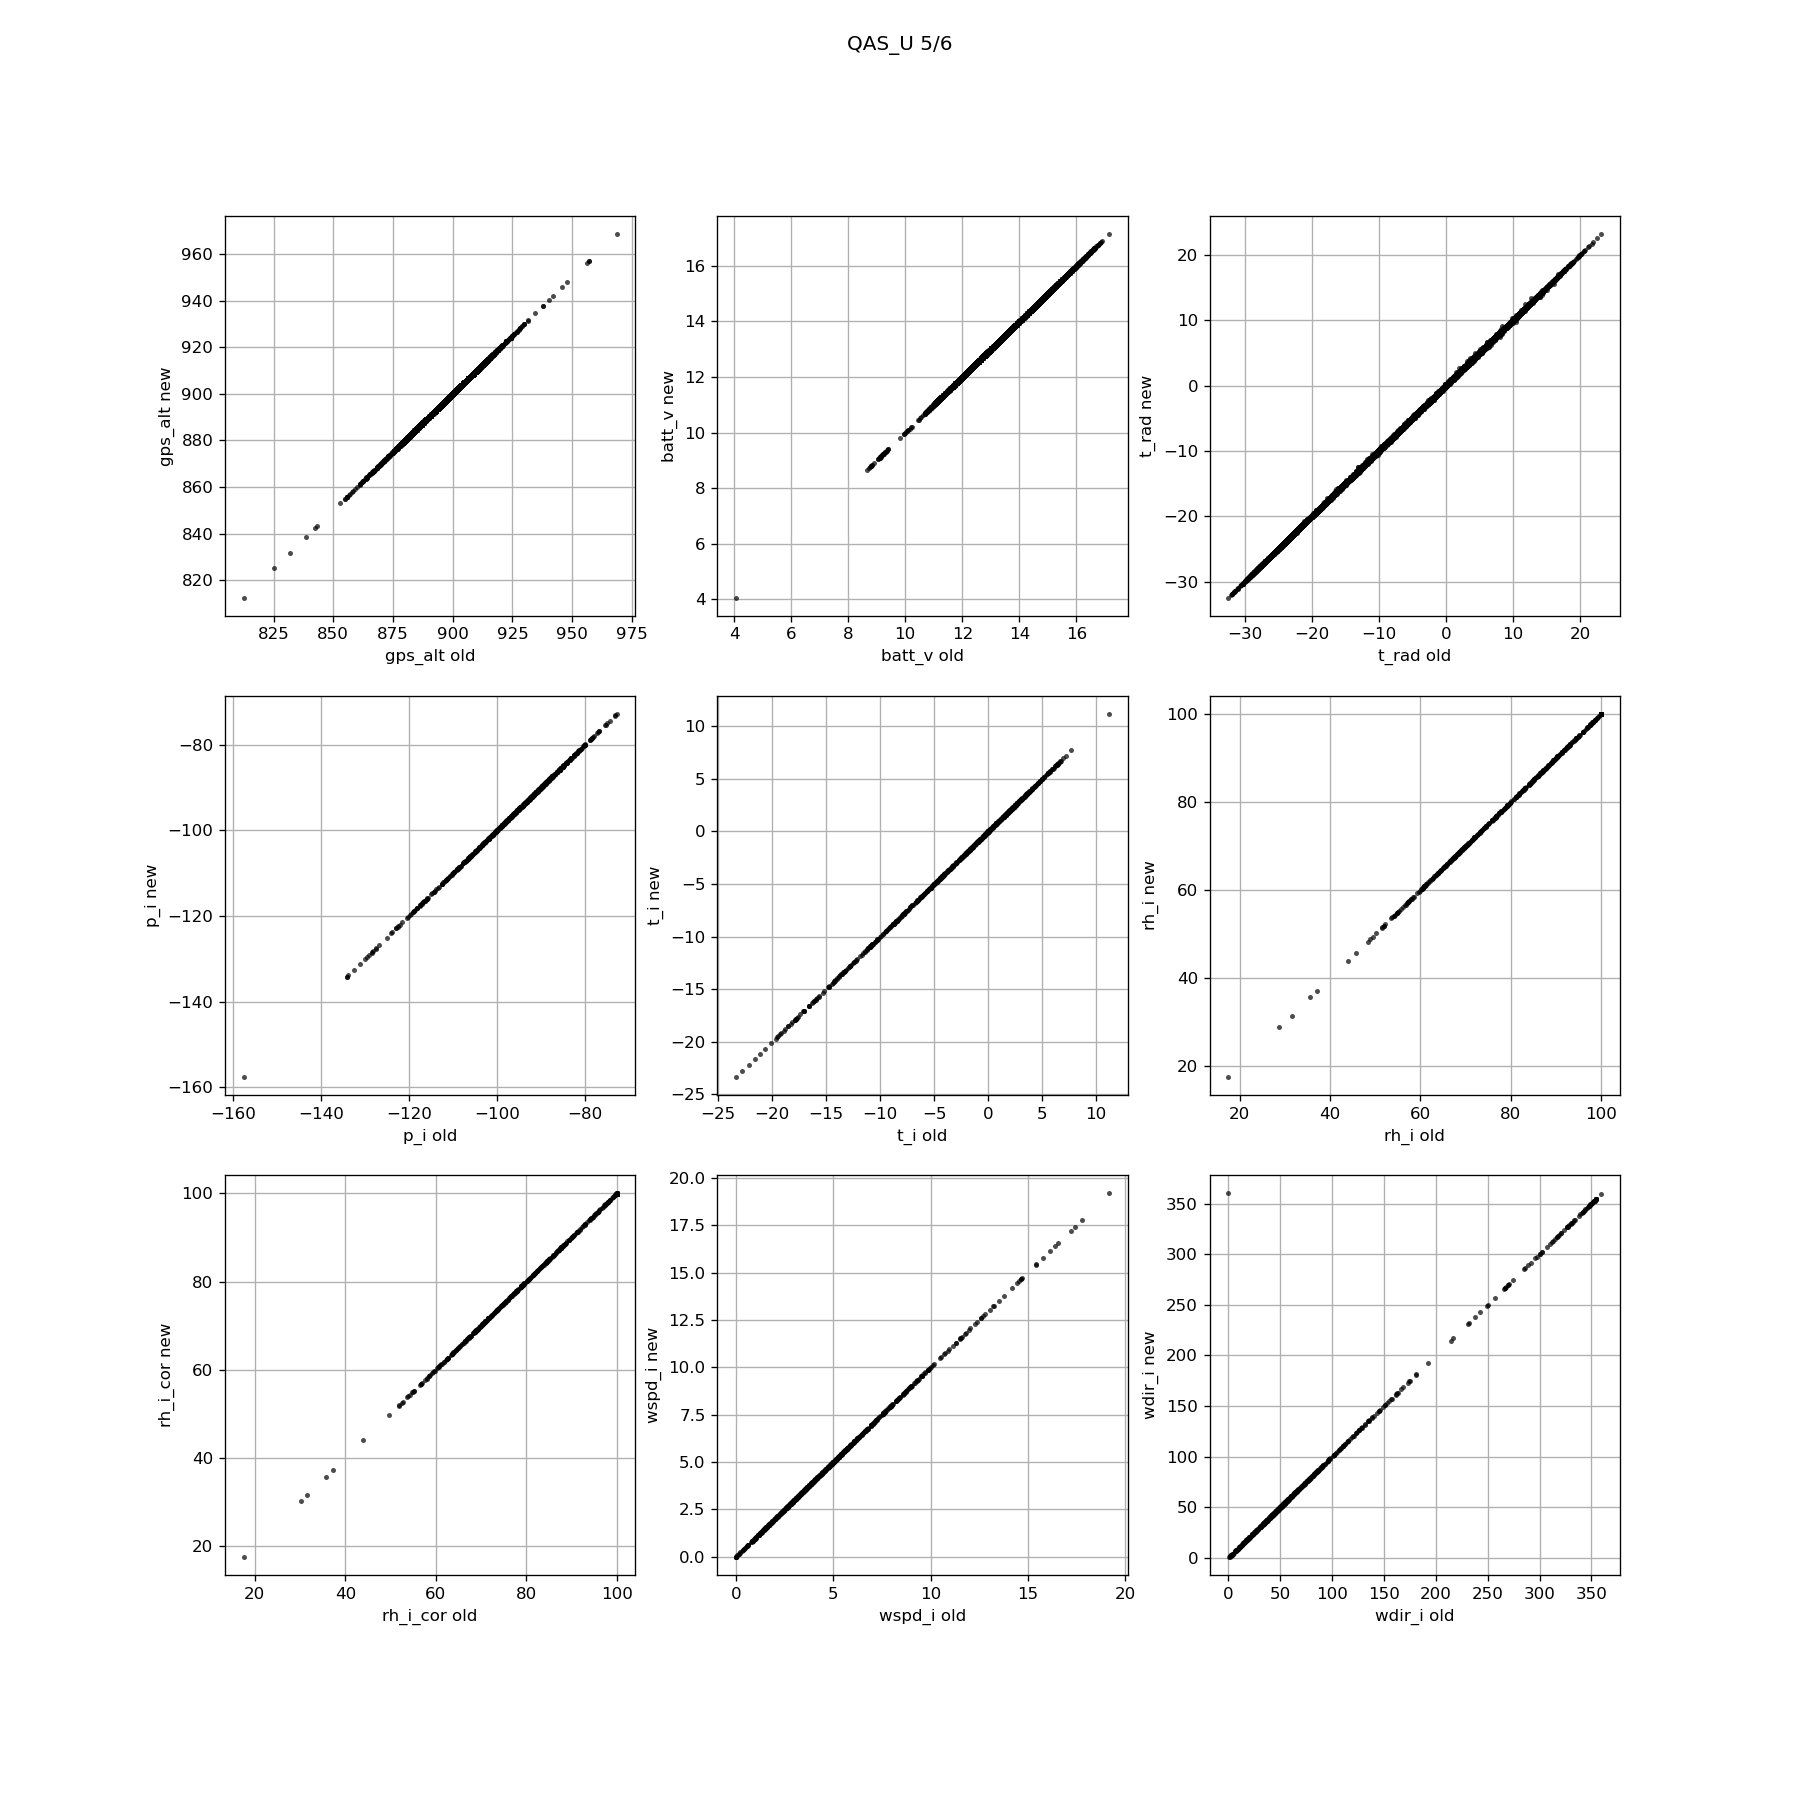 QAS_U 5/6
960
940
920
900
880
860
840
820
gps_alt new
825 850 875 900 925 950 975
gps_alt old
16
14
12
10
8
6
4
batt_v new
4 6 8 10 12 14 16
batt_v old
20
10
0
−10
−20
−30
t_rad new
−30 −20 −10 0 10 20
t_rad old
−80
−100
−120
−140
−160
p_i new
−160 −140 −120 −100 −80
p_i old
10
5
0
−5
−10
−15
−20
−25
t_i new
−25 −20 −15 −10 −5 0 5 10
t_i old
100
80
60
40
20
rh_i new
20 40 60 80 100
rh_i old
100
80
60
40
20
rh_i_cor new
20 40 60 80 100
rh_i_cor old
20.0
17.5
15.0
12.5
10.0
7.5
5.0
2.5
0.0
wspd_i new
0 5 10 15 20
wspd_i old
350
300
250
200
150
100
50
0
wdir_i new
0 50 100 150 200 250 300 350
wdir_i old